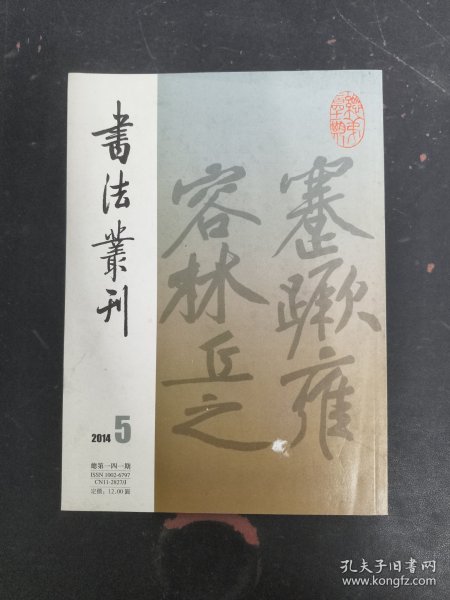 書法叢刊
2014 5
總第一四一期
ISSN 1002-6797
CN11-2827/J
定價：12.00圓
蹇蹶雍
容林丘之
孔夫子旧书网
www.kongfz.com